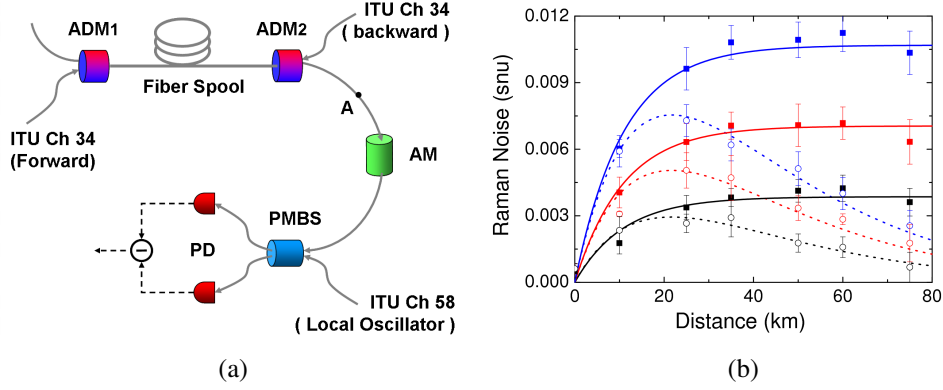 ADM1
ADM2
ITU Ch 34
( backward )
Fiber Spool
A
ITU Ch 34
(Forward)
AM
PMBS
PD
ITU Ch 58
( Local Oscillator )
(a)
Raman Noise (snu)
0.012
0.009
0.006
0.003
0.000
0
20
40
60
80
Distance (km)
(b)